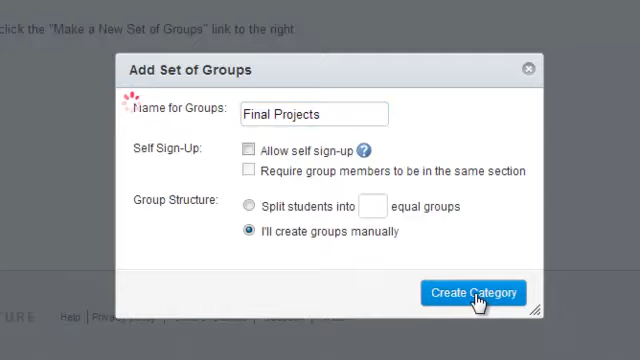 click the "Make a New Set of Groups" link to the right
Add Set of Groups
Name for Groups: Final Projects
Self Sign-Up: Allow self sign-up ?
Require group members to be in the same section
Group Structure: Split students into equal groups
I'll create groups manually
Create Category
Help Privacy